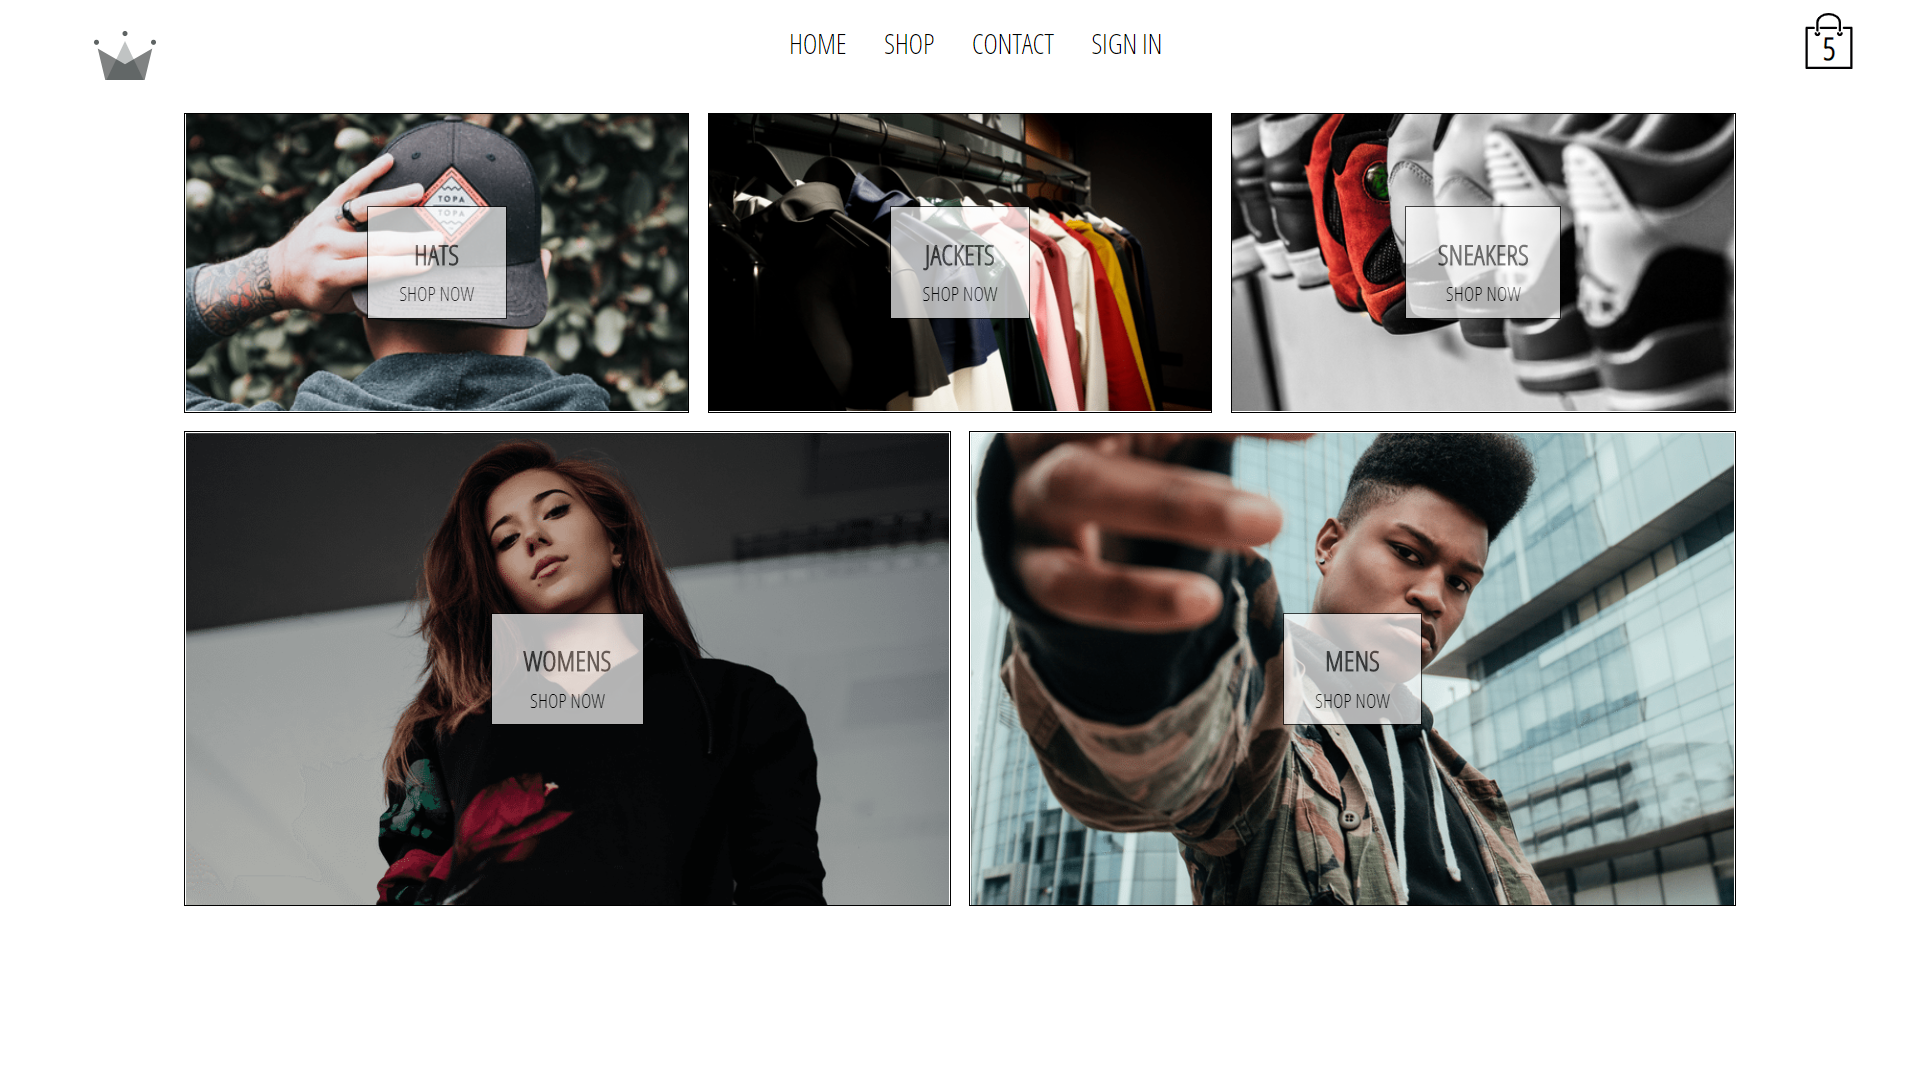 HOME SHOP CONTACT SIGN IN
5
TOPA
TOPA
HATS
SHOP NOW
JACKETS
SHOP NOW
SNEAKERS
SHOP NOW
WOMENS
SHOP NOW
MENS
SHOP NOW